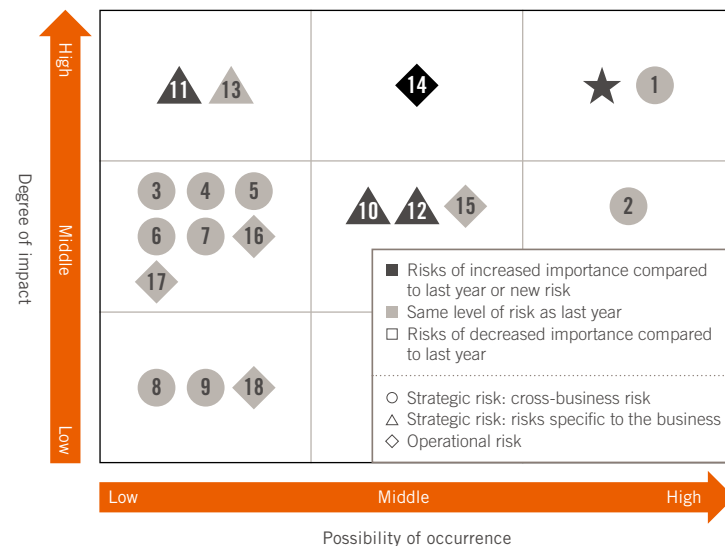 High
11
13
14
1
Degree of impact
Middle
3
4
5
10
12
15
2
6
7
16
17
Risks of increased importance compared
to last year or new risk
Same level of risk as last year
Risks of decreased importance compared
to last year
Strategic risk: cross-business risk
Strategic risk: risks specific to the business
Operational risk
8
9
18
Low
Low
Middle
High
Possibility of occurrence